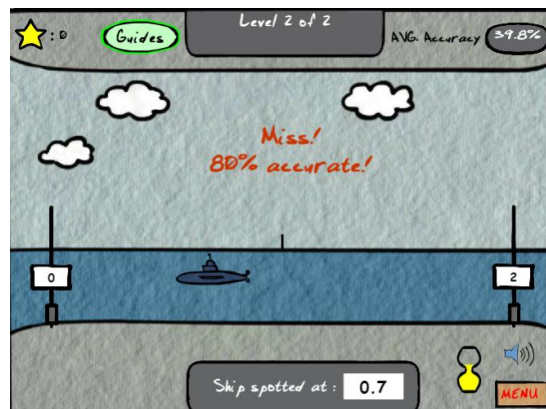 Level 2 of 2
: 0
Guides
AVG. Accuracy
39.8%
Miss!
80% accurate!
0
2
Ship spotted at :
0.7
MENU